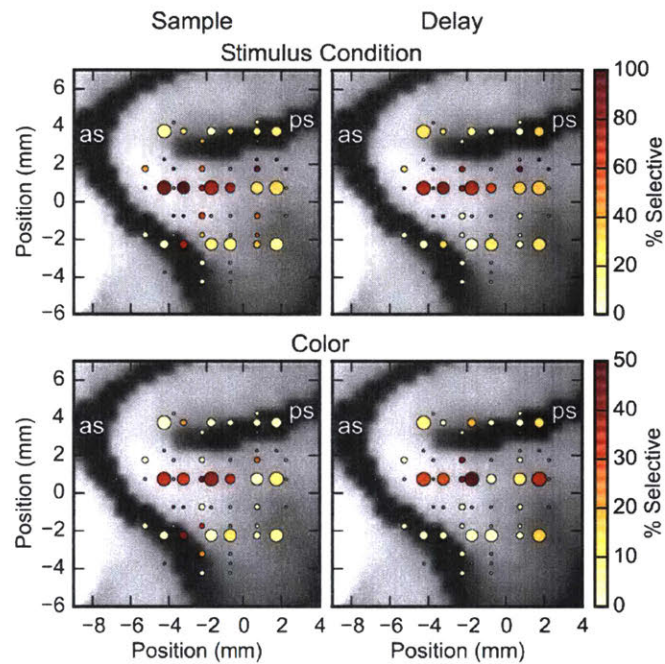 Sample Delay
Stimulus Condition
6
4
2
0
−2
−4
−6
Position (mm)
as
ps
as
ps
100
80
60
40
20
0
% Selective
Color
6
4
2
0
−2
−4
−6
Position (mm)
as
ps
as
ps
50
40
30
20
10
0
% Selective
−8 −6 −4 −2 0 2 4
−8 −6 −4 −2 0 2 4
Position (mm) Position (mm)